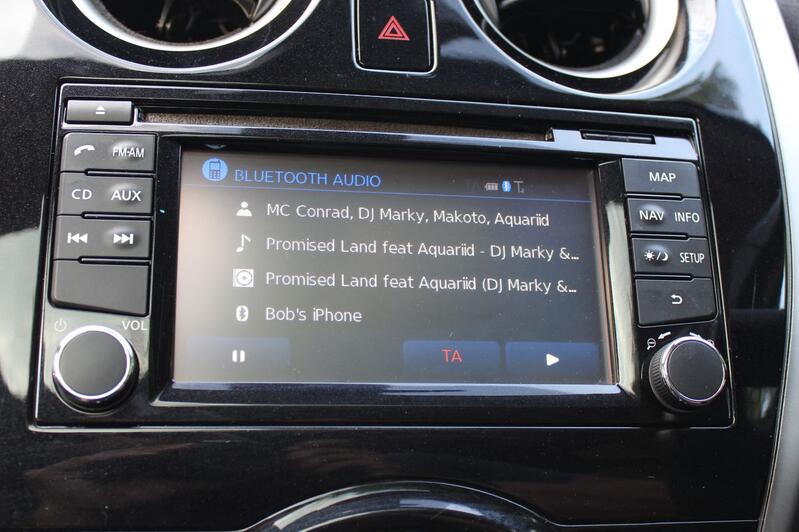 FM-AM
CD
AUX
VOL
BLUETOOTH AUDIO
TA
MC Conrad, DJ Marky, Makoto, Aquariid
Promised Land feat Aquariid - DJ Marky &...
Promised Land feat Aquariid (DJ Marky &...
Bob's iPhone
TA
MAP
NAV
INFO
SETUP